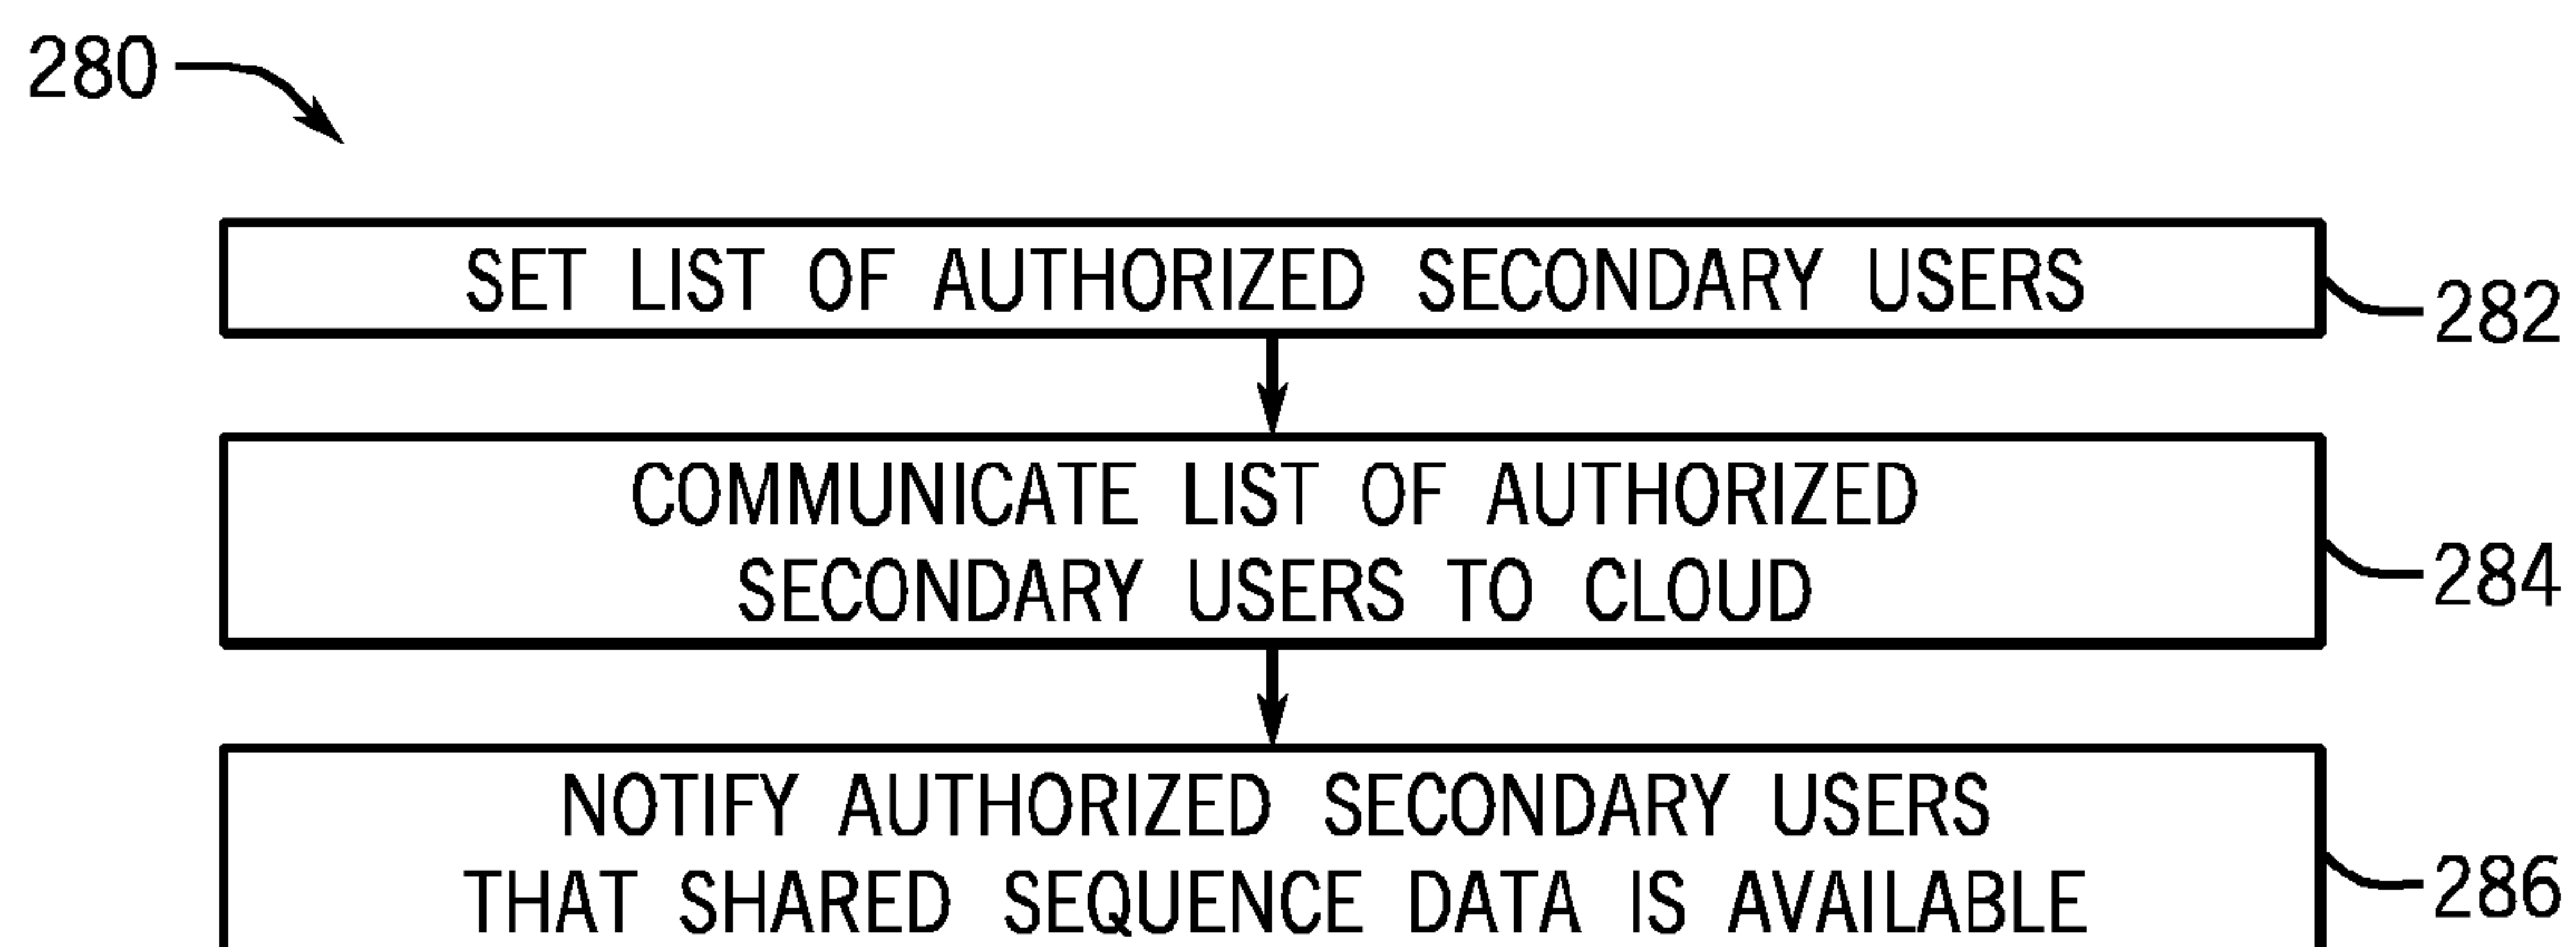 280
SET LIST OF AUTHORIZED SECONDARY USERS
282
COMMUNICATE LIST OF AUTHORIZED
SECONDARY USERS TO CLOUD
284
NOTIFY AUTHORIZED SECONDARY USERS
THAT SHARED SEQUENCE DATA IS AVAILABLE
286